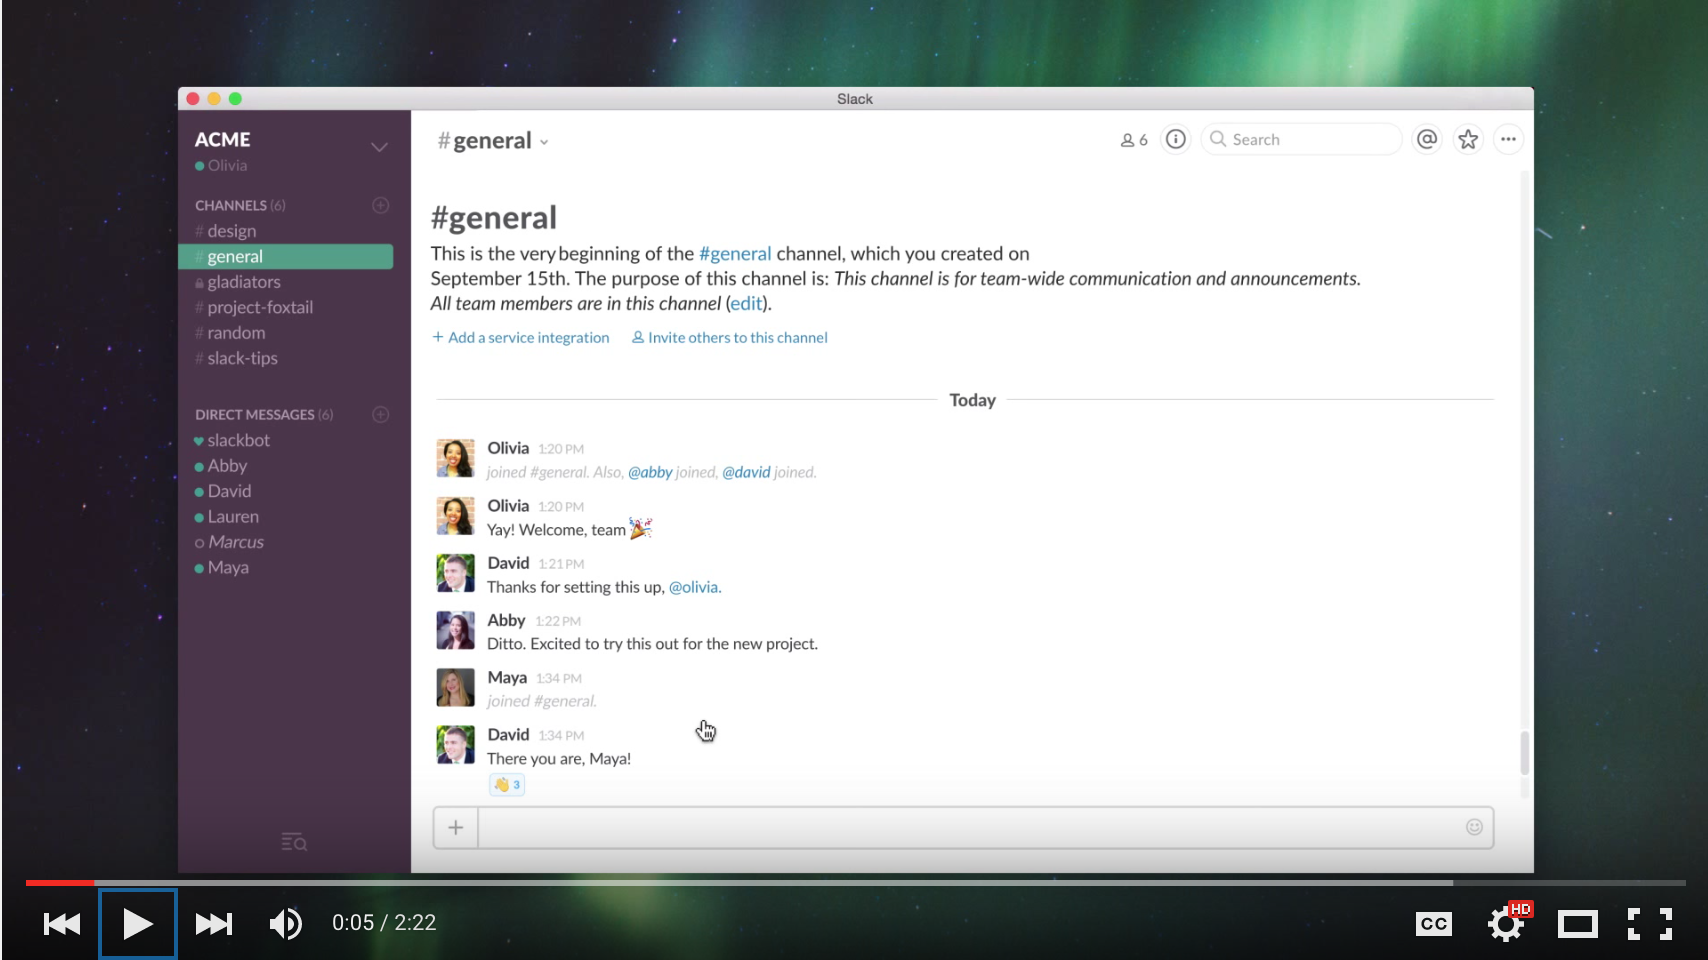 Slack
ACME
Olivia
CHANNELS (6)
# design
# general
gladiators
# project-foxtail
# random
# slack-tips
DIRECT MESSAGES (6)
slackbot
Abby
David
Lauren
Marcus
Maya
#general
6
Search
@
#general
This is the very beginning of the #general channel, which you created on
September 15th. The purpose of this channel is: This channel is for team-wide communication and announcements.
All team members are in this channel (edit).
+ Add a service integration Invite others to this channel
Today
Olivia 1:20 PM
joined #general. Also, @abby joined, @david joined.
Olivia 1:20 PM
Yay! Welcome, team 🎉
David 1:21 PM
Thanks for setting this up, @olivia.
Abby 1:22 PM
Ditto. Excited to try this out for the new project.
Maya 1:34 PM
joined #general.
David 1:34 PM
There you are, Maya!
👏 3
+
0:05 / 2:22
CC
HD